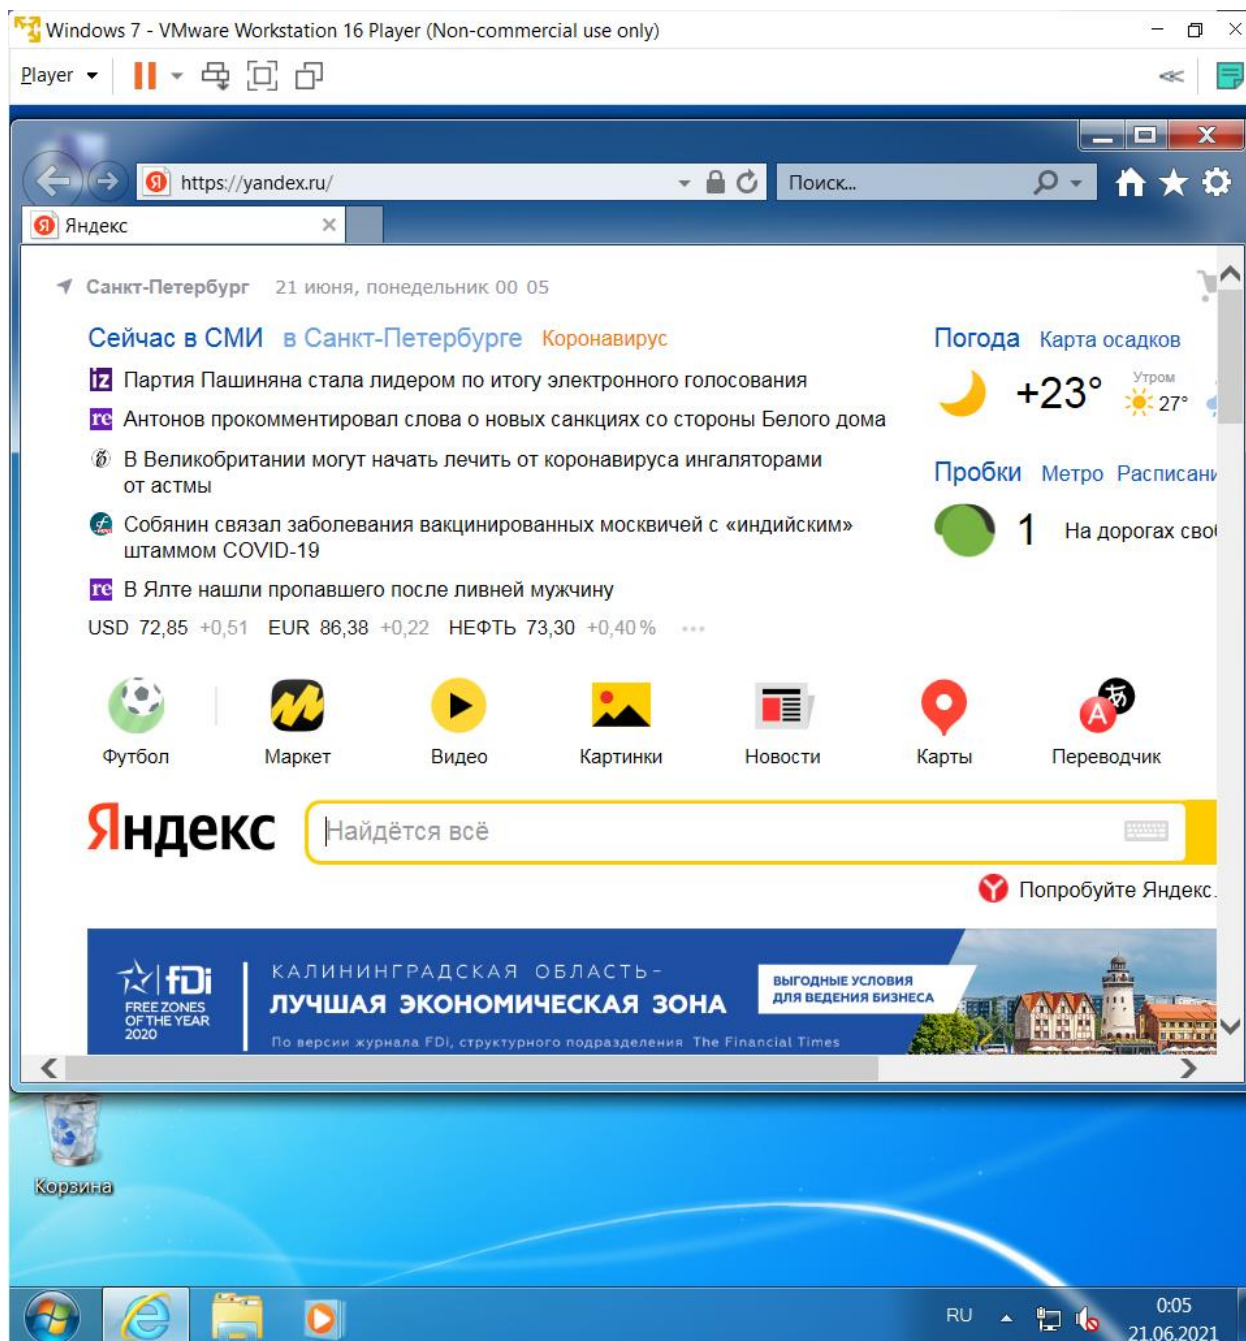 Windows 7 - VMware Workstation 16 Player (Non-commercial use only)
Player
https://yandex.ru/
Поиск...
Яндекс
Санкт-Петербург 21 июня, понедельник 00 05
Сейчас в СМИ в Санкт-Петербурге Коронавирус
Партия Пашиняна стала лидером по итогу электронного голосования
Антонов прокомментировал слова о новых санкциях со стороны Белого дома
В Великобритании могут начать лечить от коронавируса ингаляторами
от астмы
Собянин связал заболевания вакцинированных москвичей с «индийским»
штаммом COVID-19
В Ялте нашли пропавшего после ливней мужчину
USD 72,85 +0,51 EUR 86,38 +0,22 НЕФТЬ 73,30 +0,40%
Погода Карта осадков
+23° Утром 27°
Пробки Метро Расписани
1 На дорогах сво
Футбол Маркет Видео Картинки Новости Карты Переводчик
Яндекс Найдётся всё
Попробуйте Яндекс.
fDi
FREE ZONES
OF THE YEAR
2020
КАЛИНИНГРАДСКАЯ ОБЛАСТЬ-
ЛУЧШАЯ ЭКОНОМИЧЕСКАЯ ЗОНА
По версии журнала FDi, структурного подразделения The Financial Times
ВЫГОДНЫЕ УСЛОВИЯ
ДЛЯ ВЕДЕНИЯ БИЗНЕСА
Корзина
RU 0:05
21.06.2021